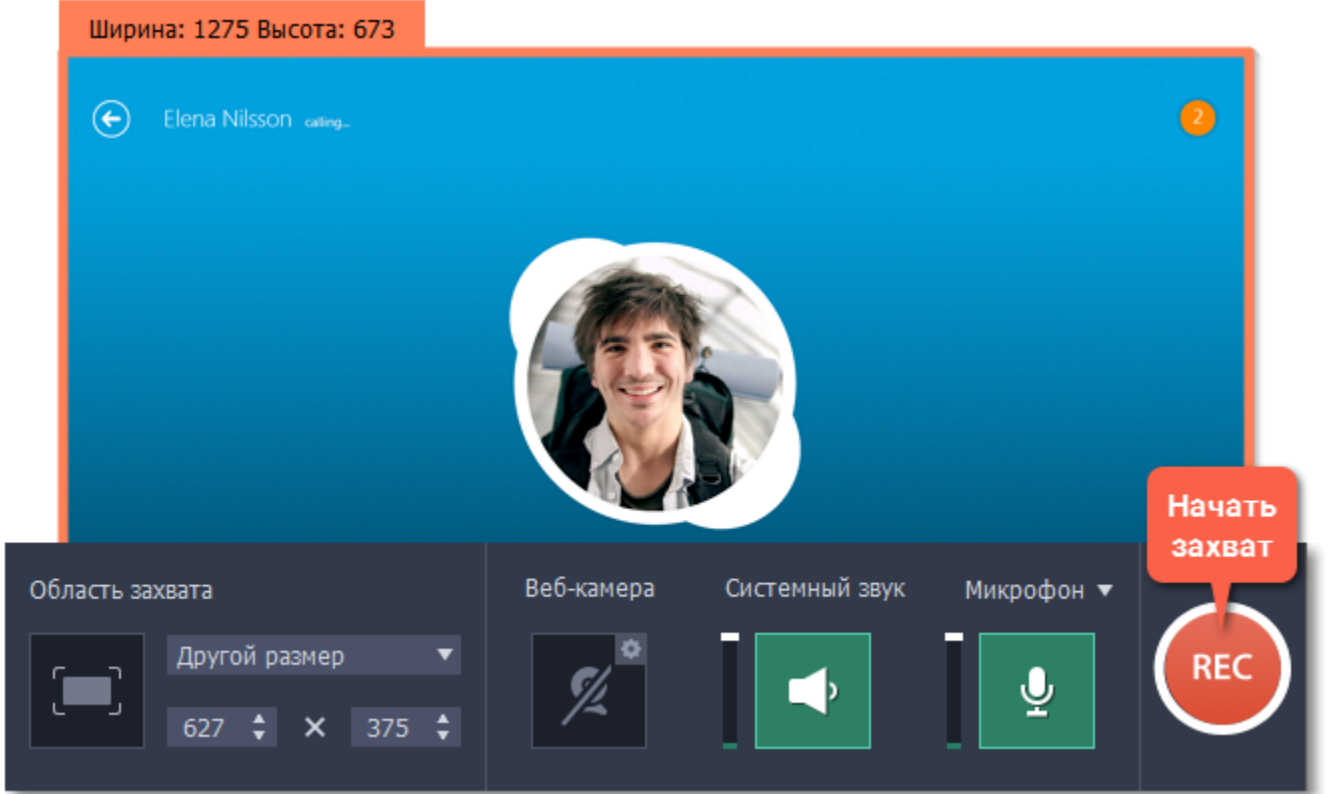 Ширина: 1275 Высота: 673
Elena Nilsson calling...
2
Начать
захват
Область захвата
Веб-камера
Системный звук
Микрофон
Другой размер
REC
627 × 375